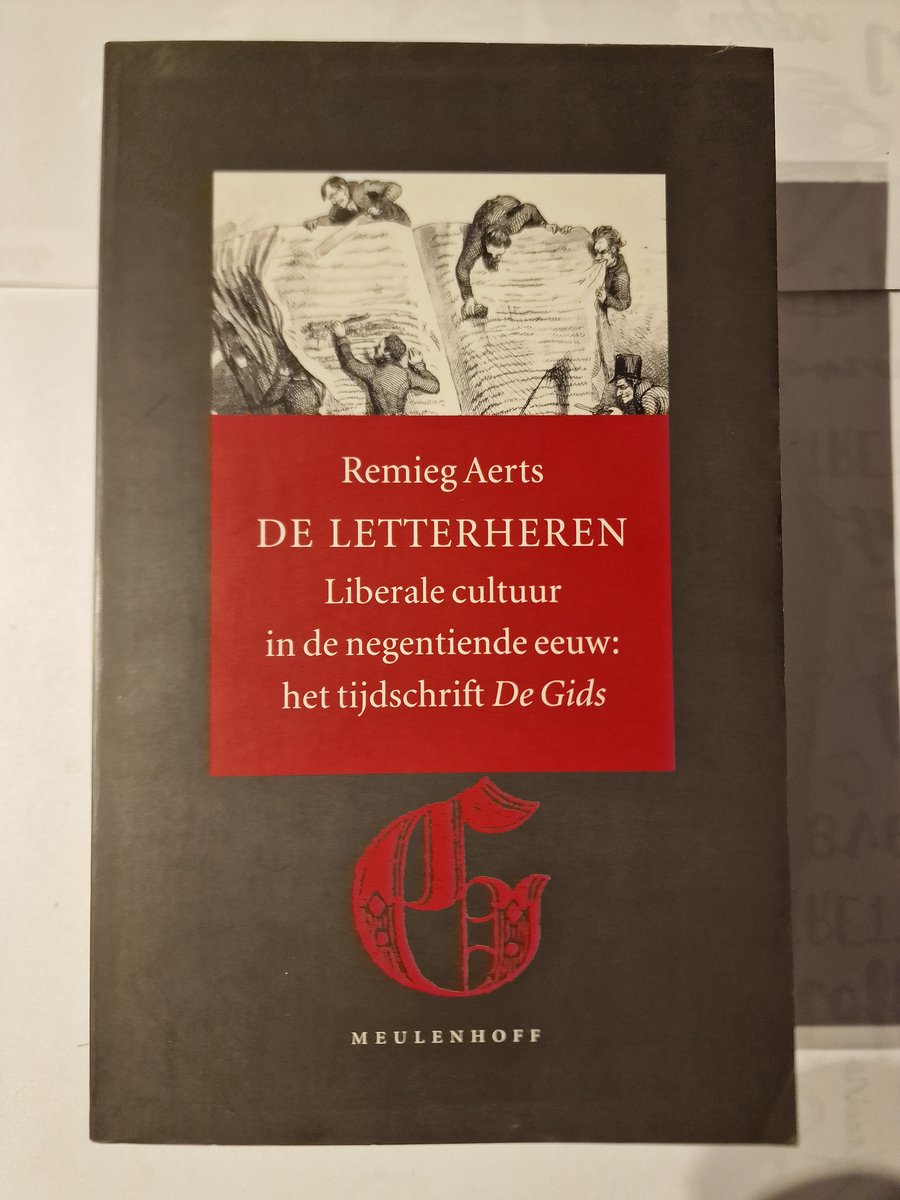 Remieg Aerts
DE LETTERHEREN
Liberale cultuur
in de negentiende eeuw:
het tijdschrift De Gids
G
MEULENHOFF